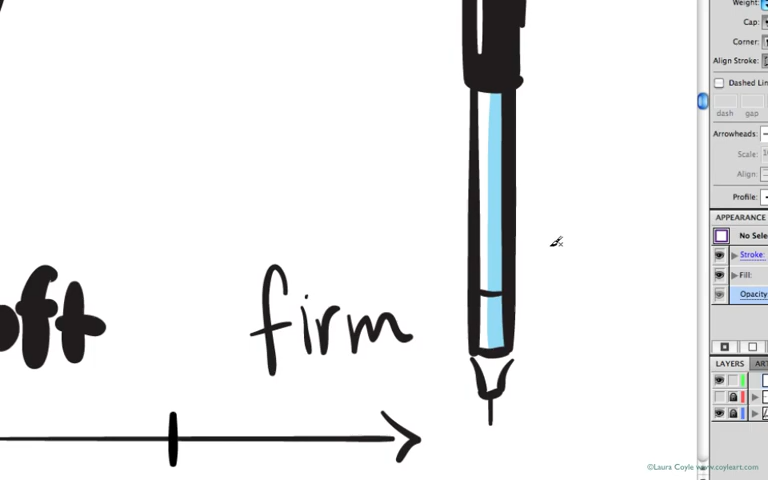 Weight:
Cap:
Corner:
Align Stroke:
Dashed Lin
dash gap
Arrowheads:
Scale:
Align:
Profile:
APPEARANCE
No Sele
Stroke:
Fill:
Opacity
oft
firm
LAYERS ART
©Laura Coyle www.coyleart.com